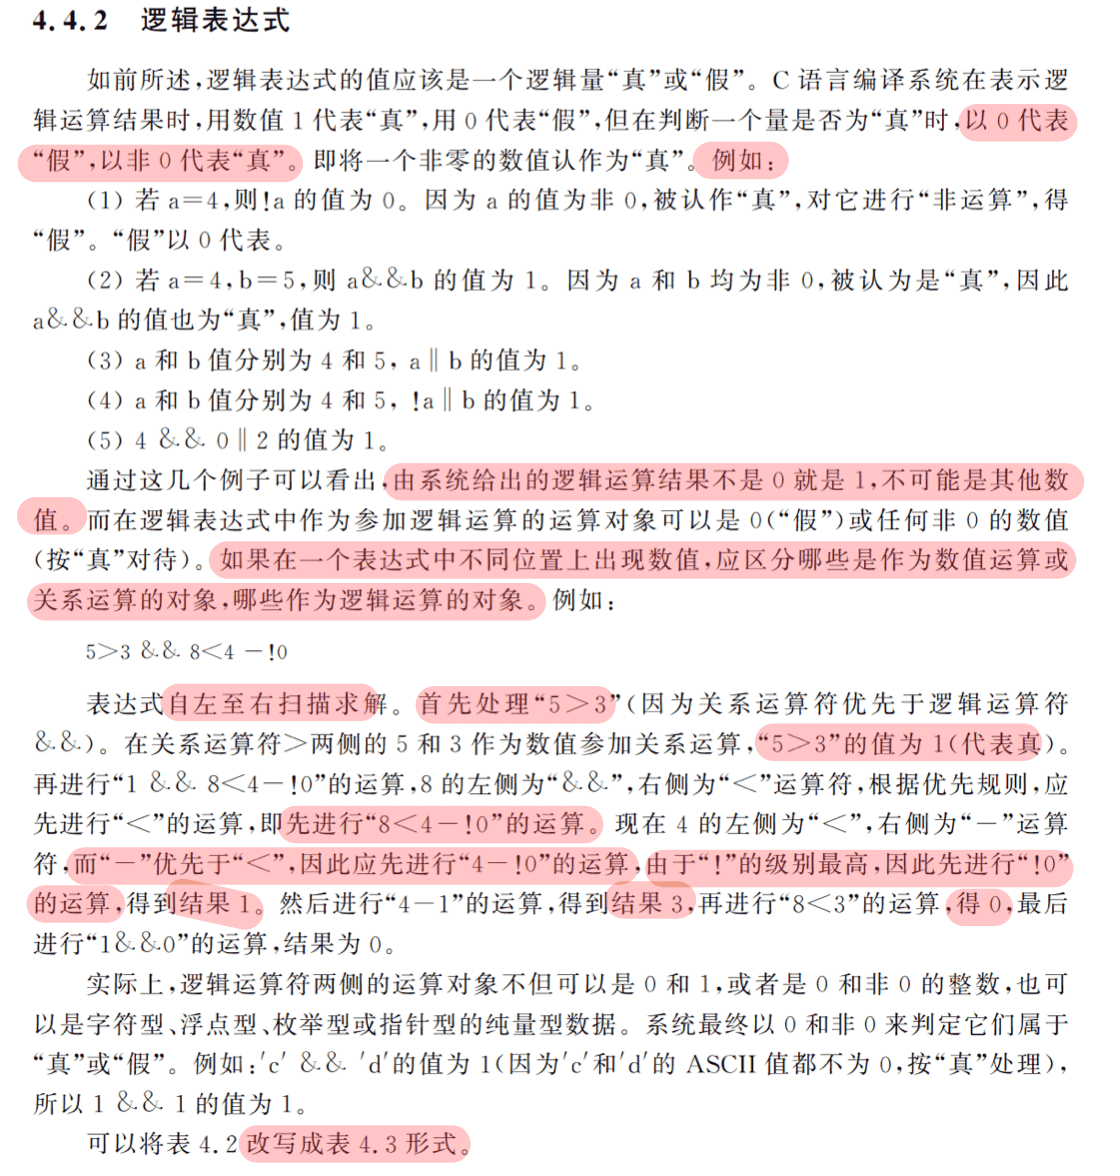 4.4.2 逻辑表达式
如前所述,逻辑表达式的值应该是一个逻辑量“真”或“假”。C 语言编译系统在表示逻
辑运算结果时,用数值 1 代表“真”,用 0 代表“假”,但在判断一个量是否为“真”时,以 0 代表
“假”,以非 0 代表“真”。即将一个非零的数值认作为“真”。例如:
(1) 若 a=4,则!a 的值为 0。因为 a 的值为非 0,被认作“真”,对它进行“非运算”,得
“假”。“假”以 0 代表。
(2) 若 a=4,b=5,则 a&&b 的值为 1。因为 a 和 b 均为非 0,被认为是“真”,因此
a&&b 的值也为“真”,值为 1。
(3) a 和 b 值分别为 4 和 5, a‖b 的值为 1。
(4) a 和 b 值分别为 4 和 5, !a‖b 的值为 1。
(5) 4 && 0‖2 的值为 1。
通过这几个例子可以看出,由系统给出的逻辑运算结果不是 0 就是 1,不可能是其他数
值。而在逻辑表达式中作为参加逻辑运算的运算对象可以是 0(“假”)或任何非 0 的数值
(按“真”对待)。如果在一个表达式中不同位置上出现数值,应区分哪些是作为数值运算或
关系运算的对象,哪些作为逻辑运算的对象。例如:
5>3 && 8<4 -!0
表达式自左至右扫描求解。首先处理“5>3”(因为关系运算符优先于逻辑运算符
&&)。在关系运算符>两侧的 5 和 3 作为数值参加关系运算,“5>3”的值为 1(代表真)。
再进行“1 && 8<4-!0”的运算,8 的左侧为“&&”,右侧为“<”运算符,根据优先规则,应
先进行“<”的运算,即先进行“8<4-!0”的运算。现在 4 的左侧为“<”,右侧为“-”运算
符,而“-”优先于“<”,因此应先进行“4-!0”的运算,由于“!”的级别最高,因此先进行“!0”
的运算,得到结果 1。然后进行“4-1”的运算,得到结果 3,再进行“8<3”的运算,得 0,最后
进行“1&&0”的运算,结果为 0。
实际上,逻辑运算符两侧的运算对象不但可以是 0 和 1,或者是 0 和非 0 的整数,也可
以是字符型、浮点型、枚举型或指针型的纯量型数据。系统最终以 0 和非 0 来判定它们属于
“真”或“假”。例如:'c' && 'd'的值为 1(因为'c'和'd'的 ASCII 值都不为 0,按“真”处理),
所以 1 && 1 的值为 1。
可以将表 4.2 改写成表 4.3 形式。